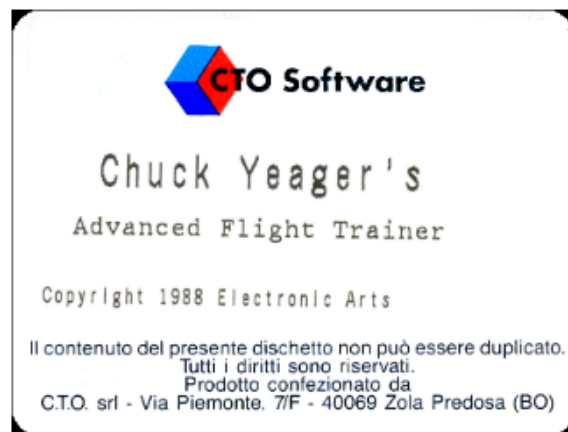 CTO Software
Chuck Yeager's
Advanced Flight Trainer
Copyright 1988 Electronic Arts
Il contenuto del presente dischetto non può essere duplicato.
Tutti i diritti sono riservati.
Prodotto confezionato da
C.T.O. srl - Via Piemonte, 7/F - 40069 Zola Predosa (BO)